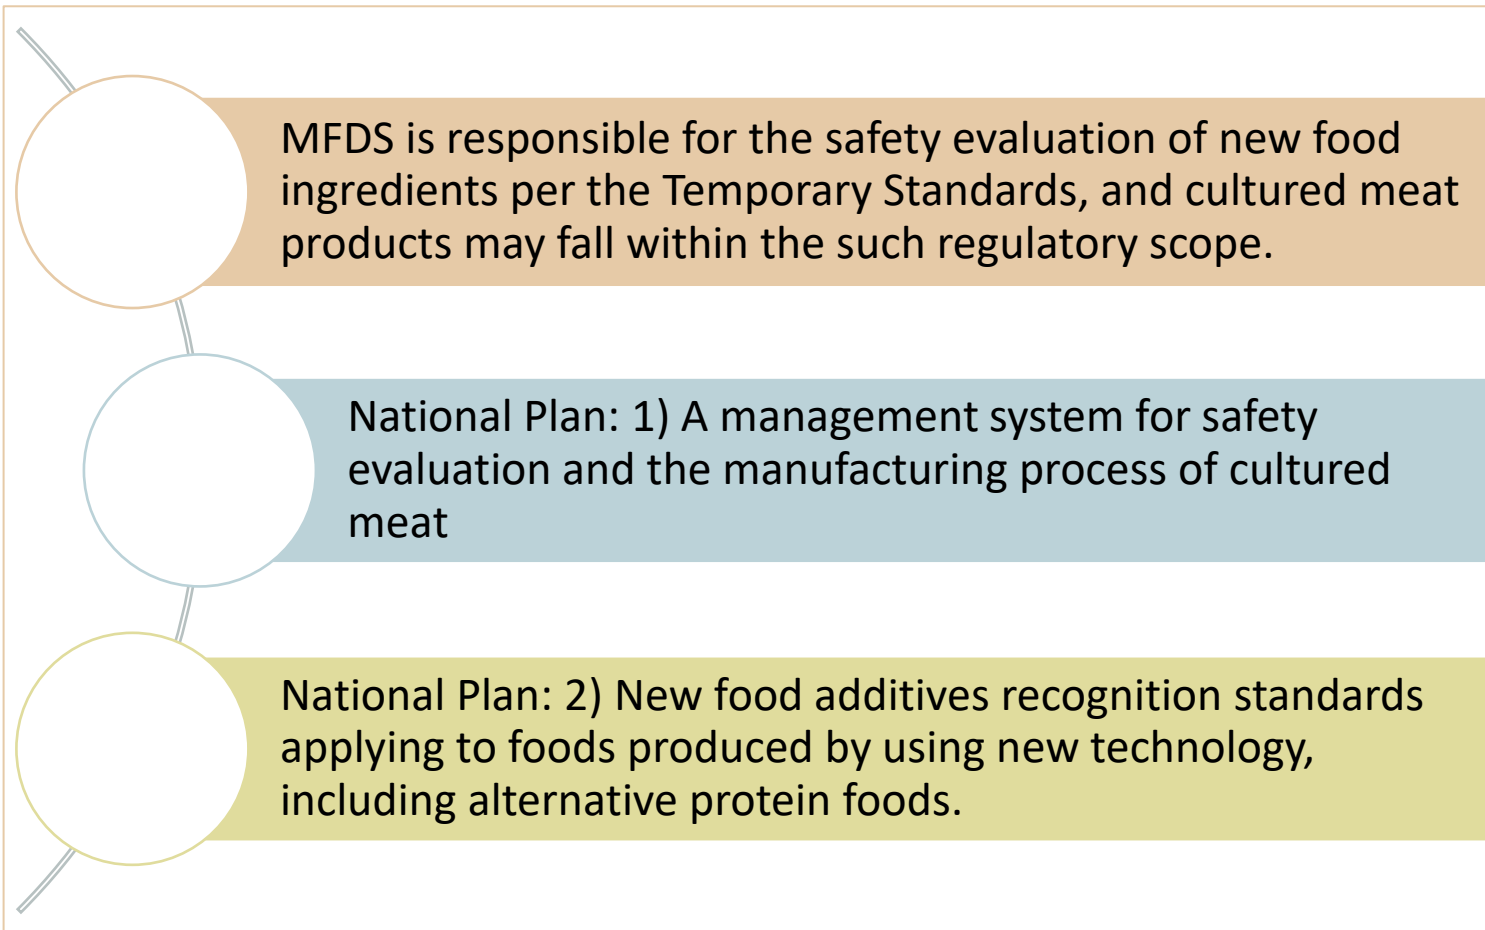 MFDS is responsible for the safety evaluation of new food
ingredients per the Temporary Standards, and cultured meat
products may fall within the such regulatory scope.
National Plan: 1) A management system for safety
evaluation and the manufacturing process of cultured
meat
National Plan: 2) New food additives recognition standards
applying to foods produced by using new technology,
including alternative protein foods.